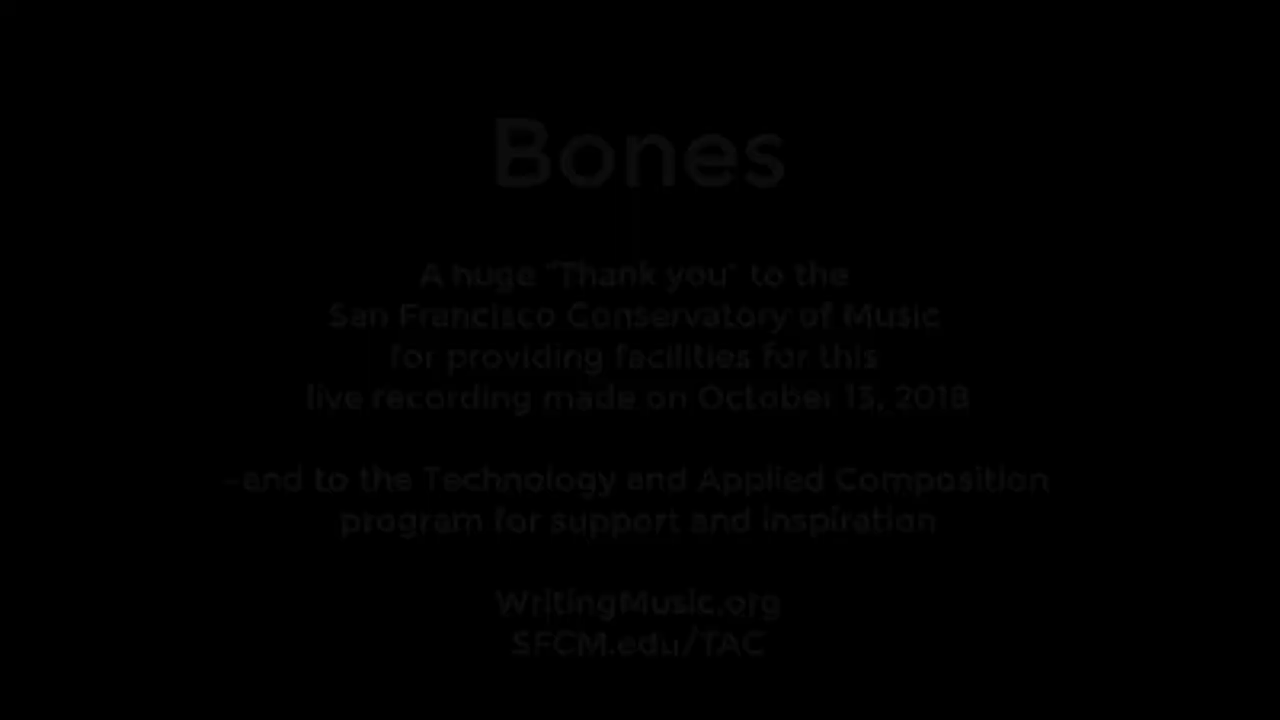 Bones
A huge "Thank you" to the
San Francisco Conservatory of Music
for providing facilities for this
live recording made on October 13, 2018
-and to the Technology and Applied Composition
program for support and inspiration
WritingMusic.org
SFCM.edu/TAC